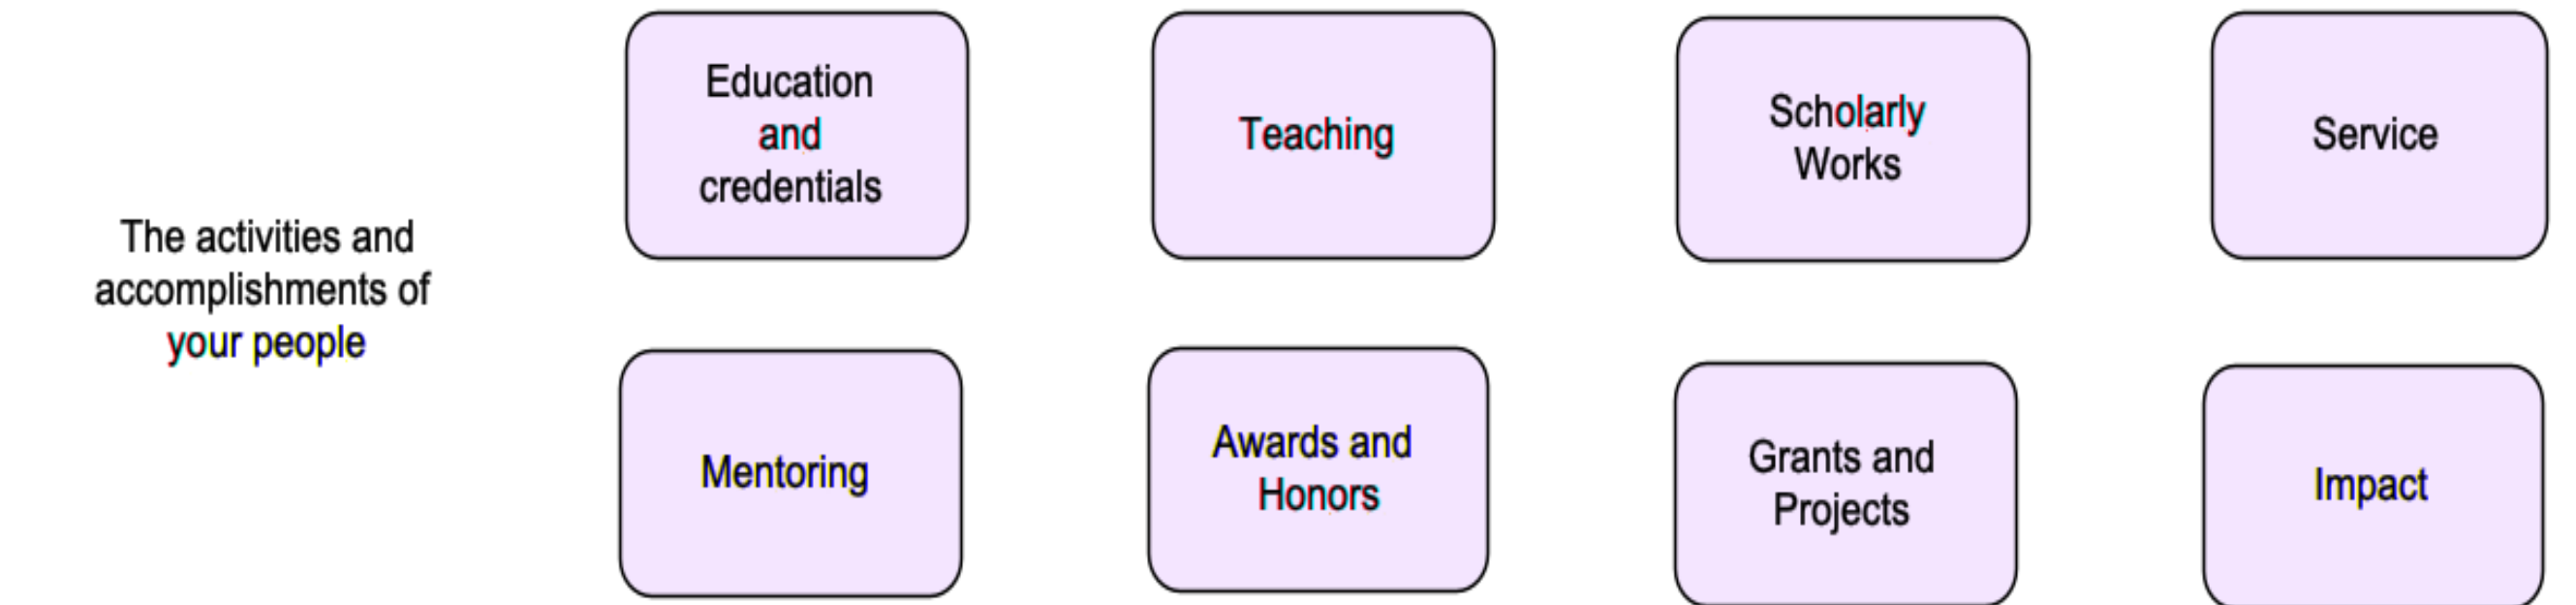 The activities and
accomplishments of
your people
Education
and
credentials
Teaching
Scholarly
Works
Service
Mentoring
Awards and
Honors
Grants and
Projects
Impact